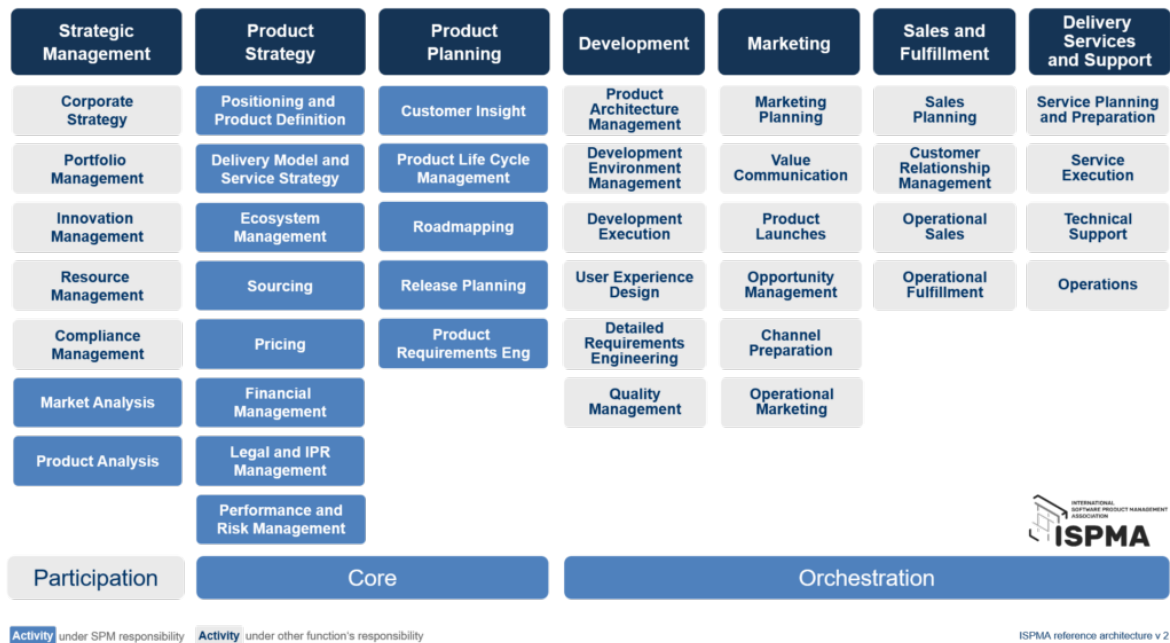 Strategic
Management
Product
Strategy
Product
Planning
Development
Marketing
Sales and
Fulfillment
Delivery
Services
and Support
Corporate
Strategy
Portfolio
Management
Innovation
Management
Resource
Management
Compliance
Management
Market Analysis
Product Analysis
Positioning and
Product Definition
Delivery Model and
Service Strategy
Ecosystem
Management
Sourcing
Pricing
Financial
Management
Legal and IPR
Management
Performance and
Risk Management
Customer Insight
Product Life Cycle
Management
Roadmapping
Release Planning
Product
Requirements Eng
Product
Architecture
Management
Development
Environment
Management
Development
Execution
User Experience
Design
Detailed
Requirements
Engineering
Quality
Management
Marketing
Planning
Value
Communication
Product
Launches
Opportunity
Management
Channel
Preparation
Operational
Marketing
Sales
Planning
Customer
Relationship
Management
Operational
Sales
Operational
Fulfillment
Service Planning
and Preparation
Service
Execution
Technical
Support
Operations
INTERNATIONAL
SOFTWARE PRODUCT MANAGEMENT
ASSOCIATION
ISPMA
Participation
Core
Orchestration
Activity under SPM responsibility
Activity under other function's responsibility
ISPMA reference architecture v 2